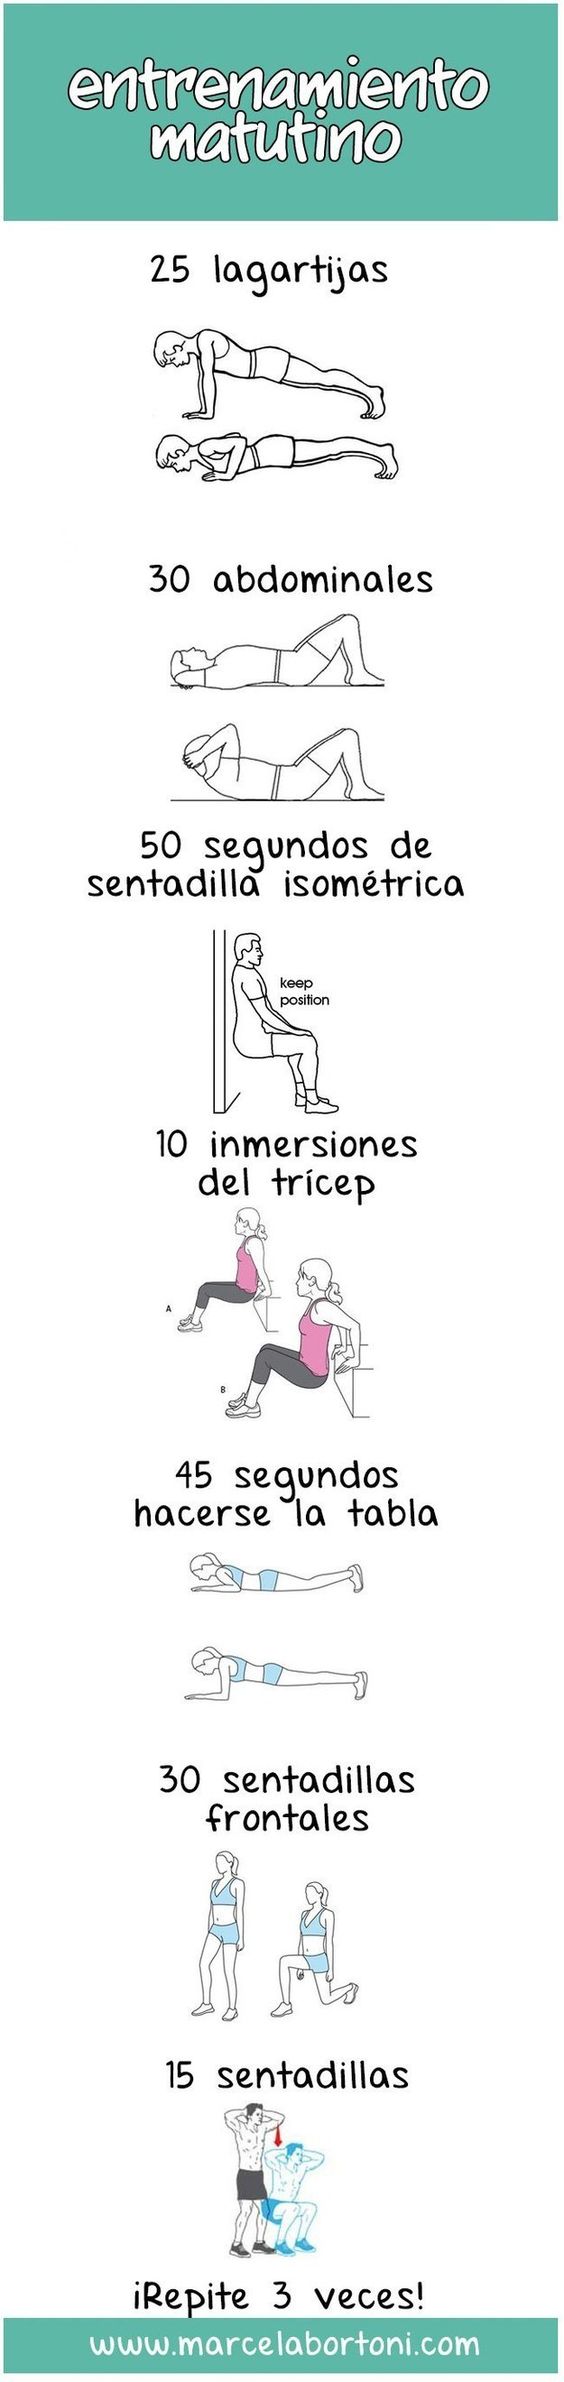 entrenamiento
matutino
25 lagartijas
30 abdominales
50 segundos de
sentadilla isométrica
keep
position
10 inmersiones
del trícep
A
B
45 segundos
hacerse la tabla
30 sentadillas
frontales
15 sentadillas
¡Repite 3 veces!
www.marcelabortoni.com